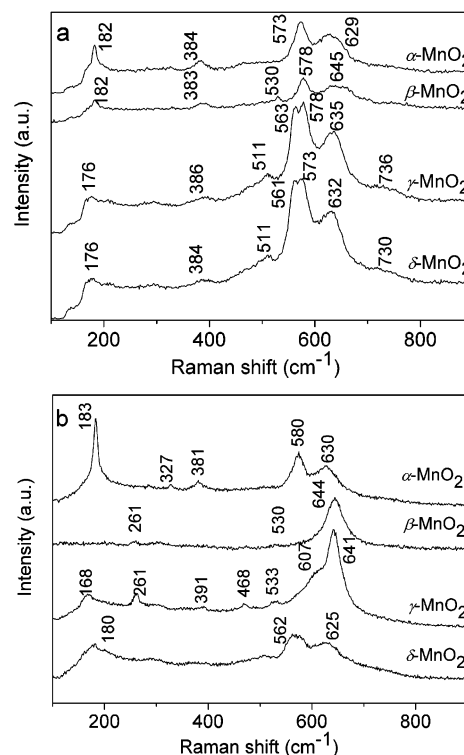 a
182
384
573
629
α-MnO2
182
383
530
578
645
β-MnO2
176
386
511
563
578
635
736
γ-MnO2
176
384
511
561
573
632
730
δ-MnO2
Intensity (a.u.)
200 400 600 800
Raman shift (cm-1)
b
183
327
381
580
630
α-MnO2
261
530
644
β-MnO2
168
261
391
468
533
607
641
γ-MnO2
180
562
625
δ-MnO2
Intensity (a.u.)
200 400 600 800
Raman shift (cm-1)